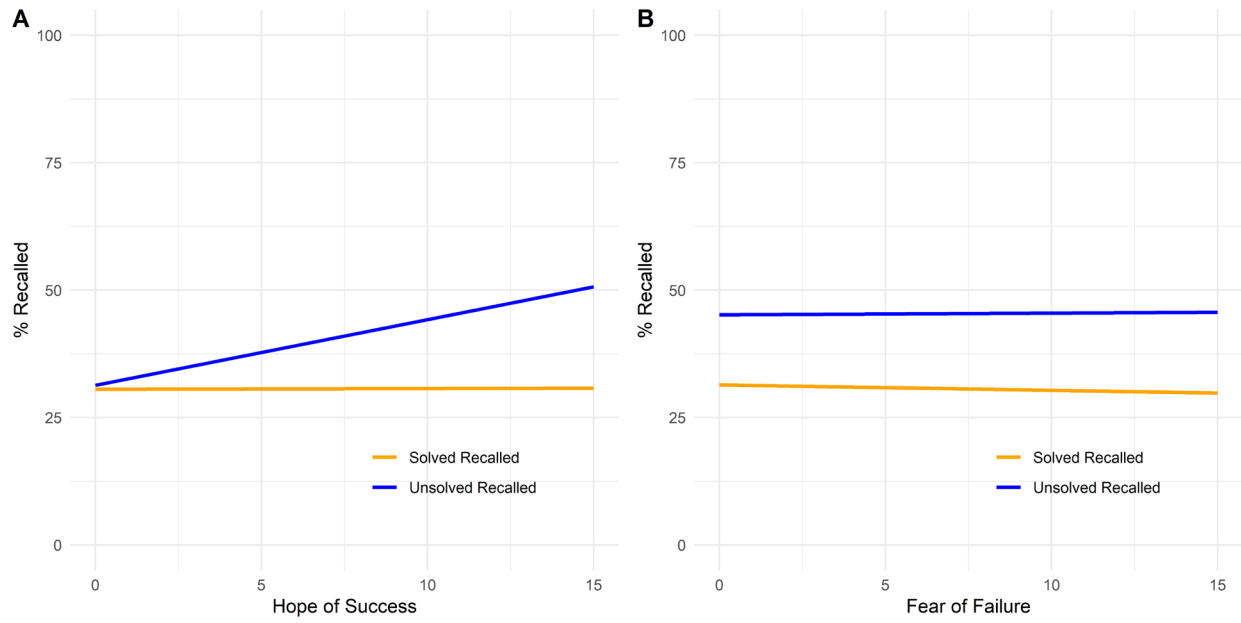 A
100
75
50
25
0
% Recalled
Solved Recalled
Unsolved Recalled
0 5 10 15
Hope of Success
B
100
75
50
25
0
% Recalled
Solved Recalled
Unsolved Recalled
0 5 10 15
Fear of Failure